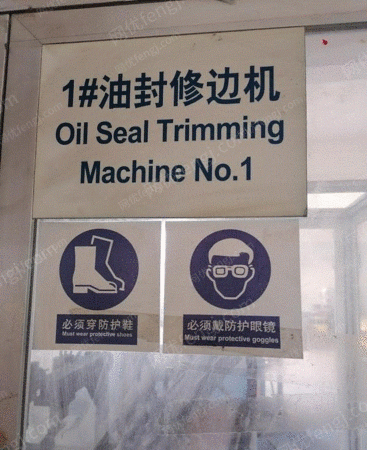 1#油封修边机
Oil Seal Trimming
Machine No.1
必须穿防护鞋
Must wear protective shoes
必须戴防护眼镜
Must wear protective goggles